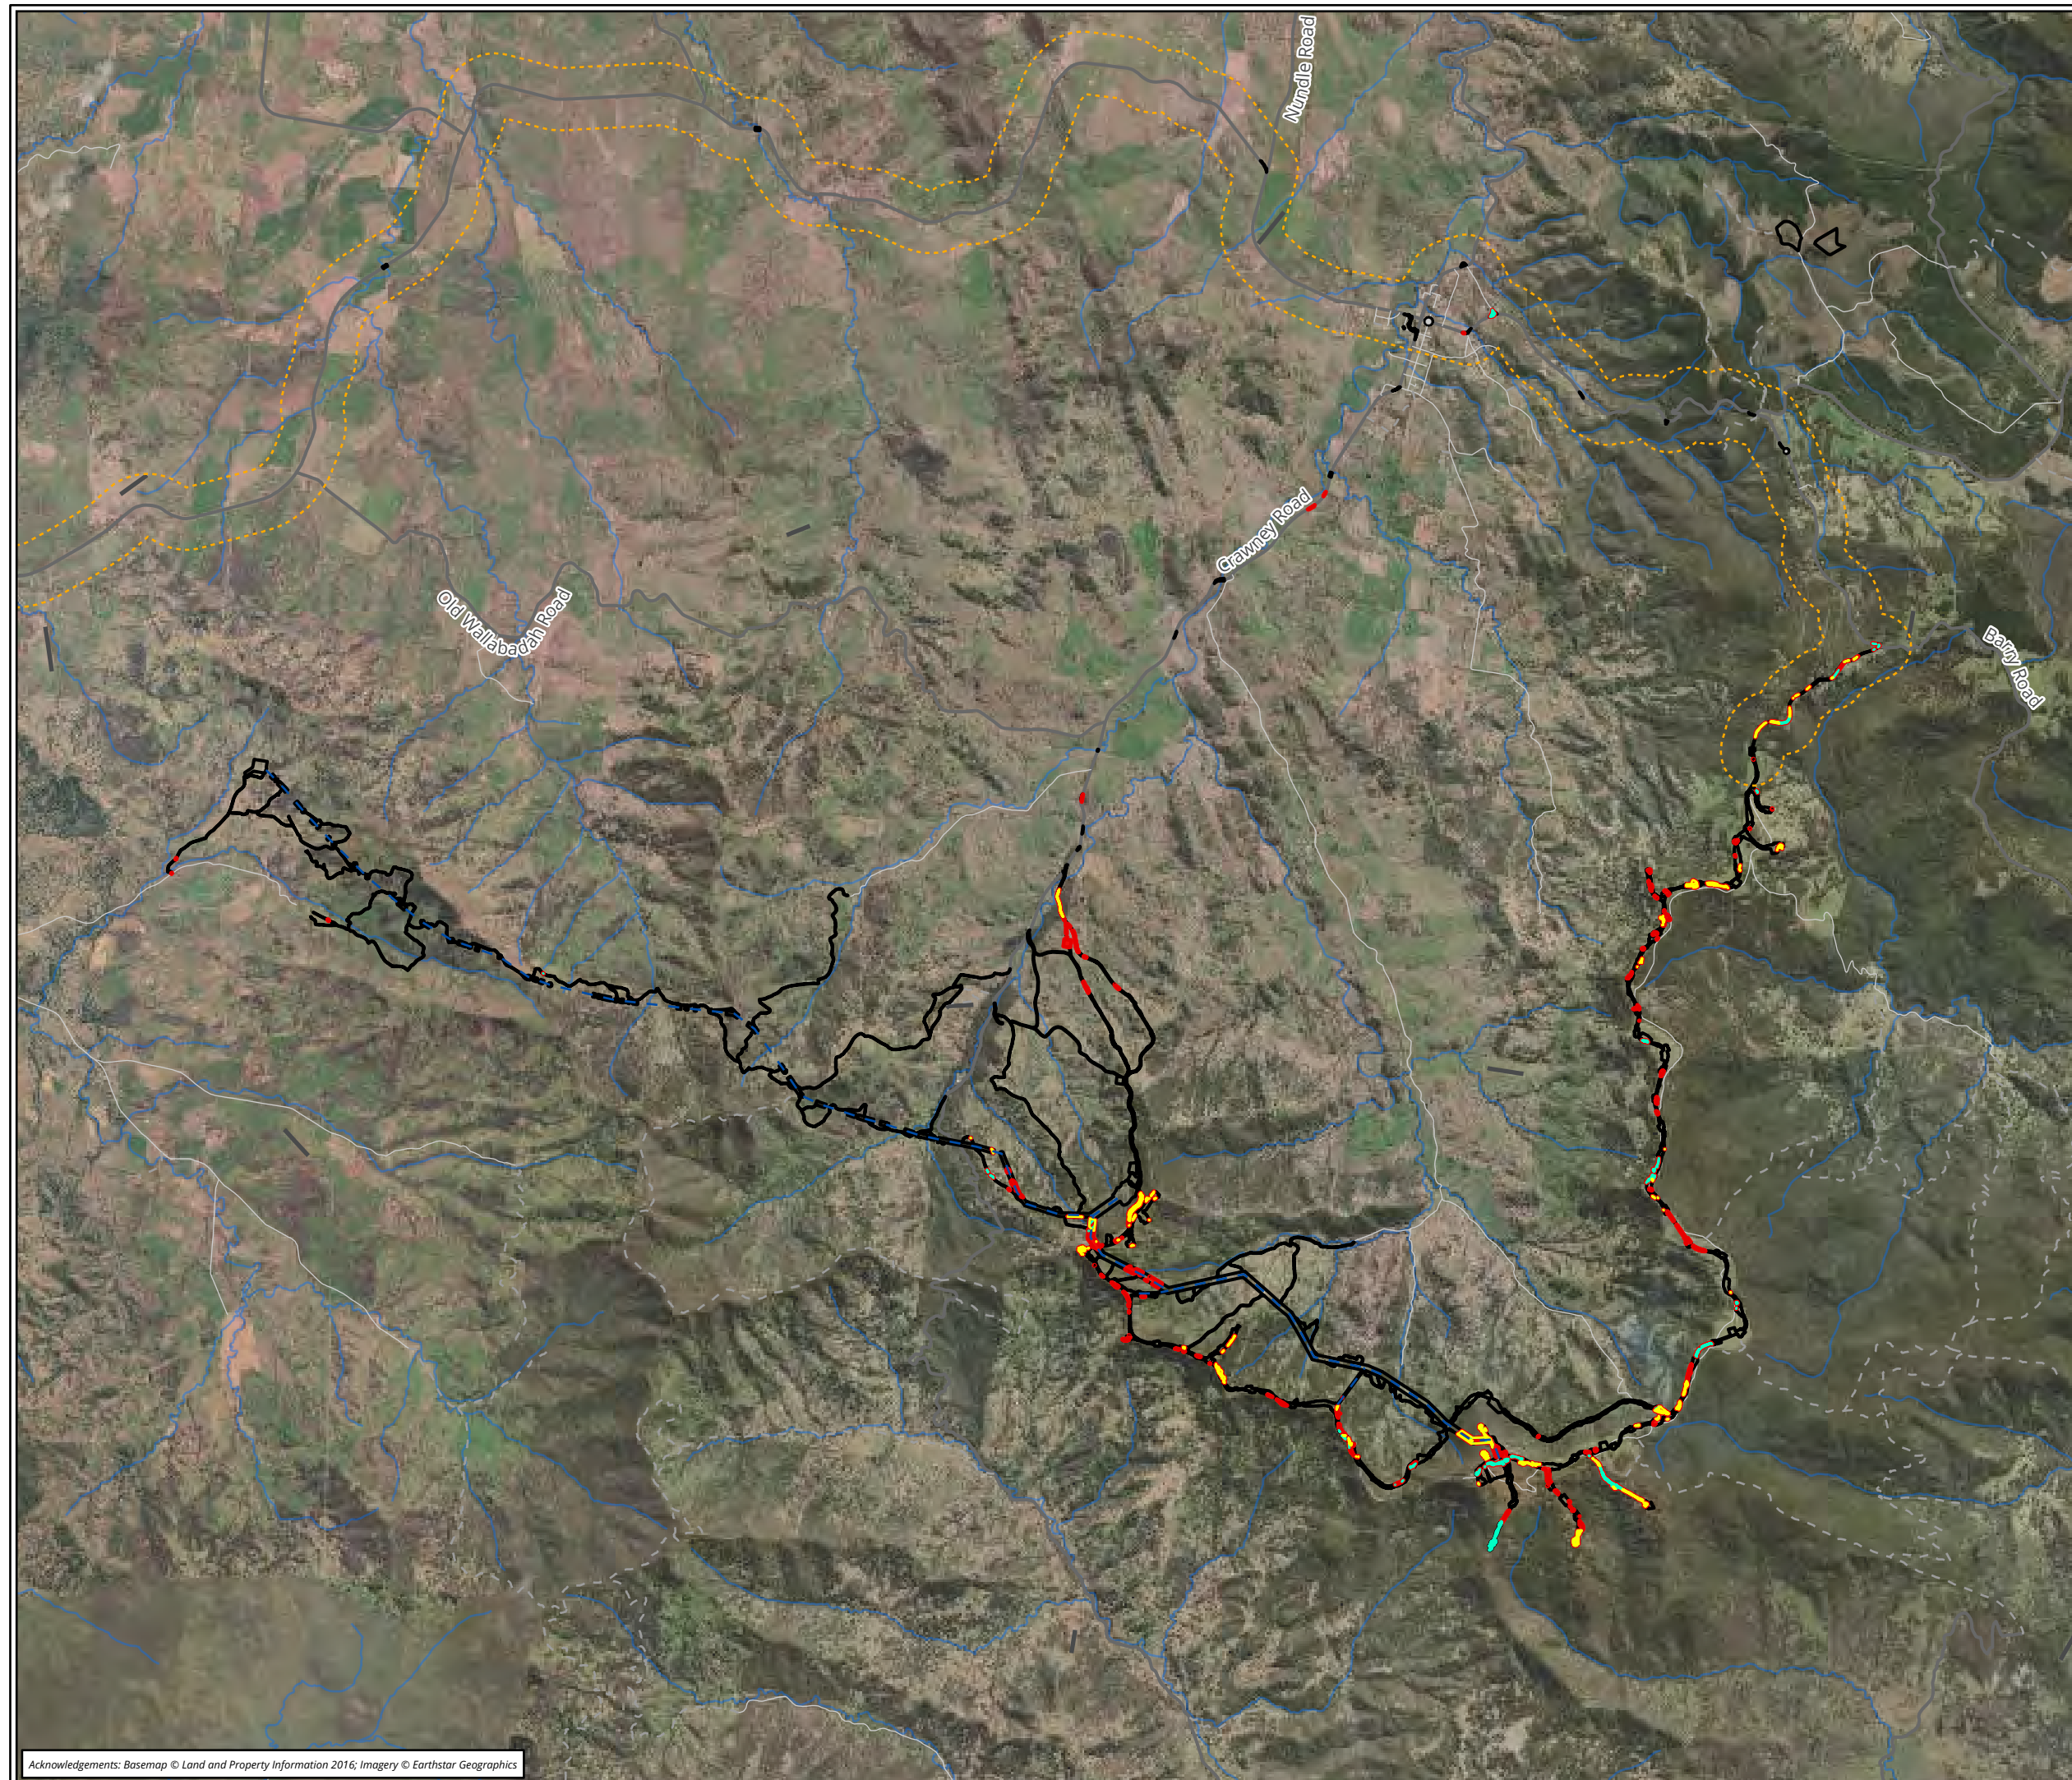 Nundle Road
Crawney Road
Old Wallabadah Road
Barry Road
Acknowledgements: Basemap © Land and Property Information 2016; Imagery © Earthstar Geographics